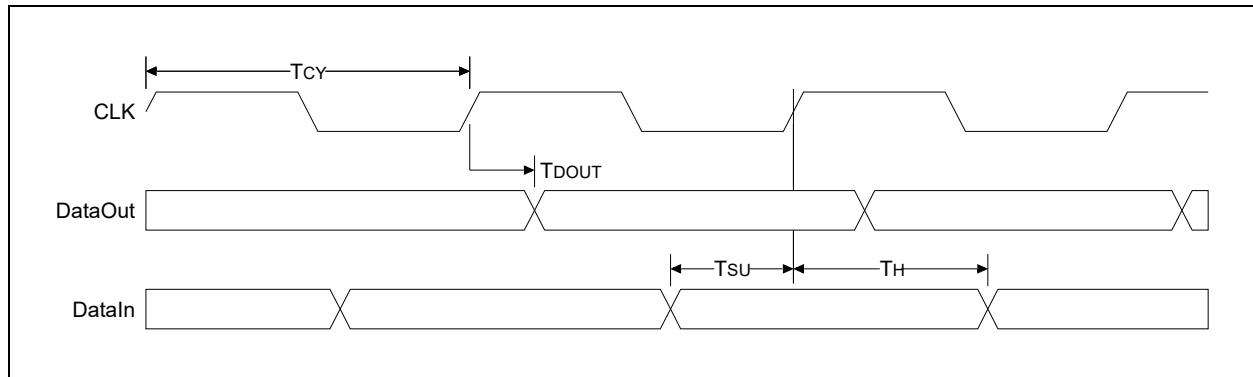 TCY
CLK
TDOUT
DataOut
TSU
TH
DataIn